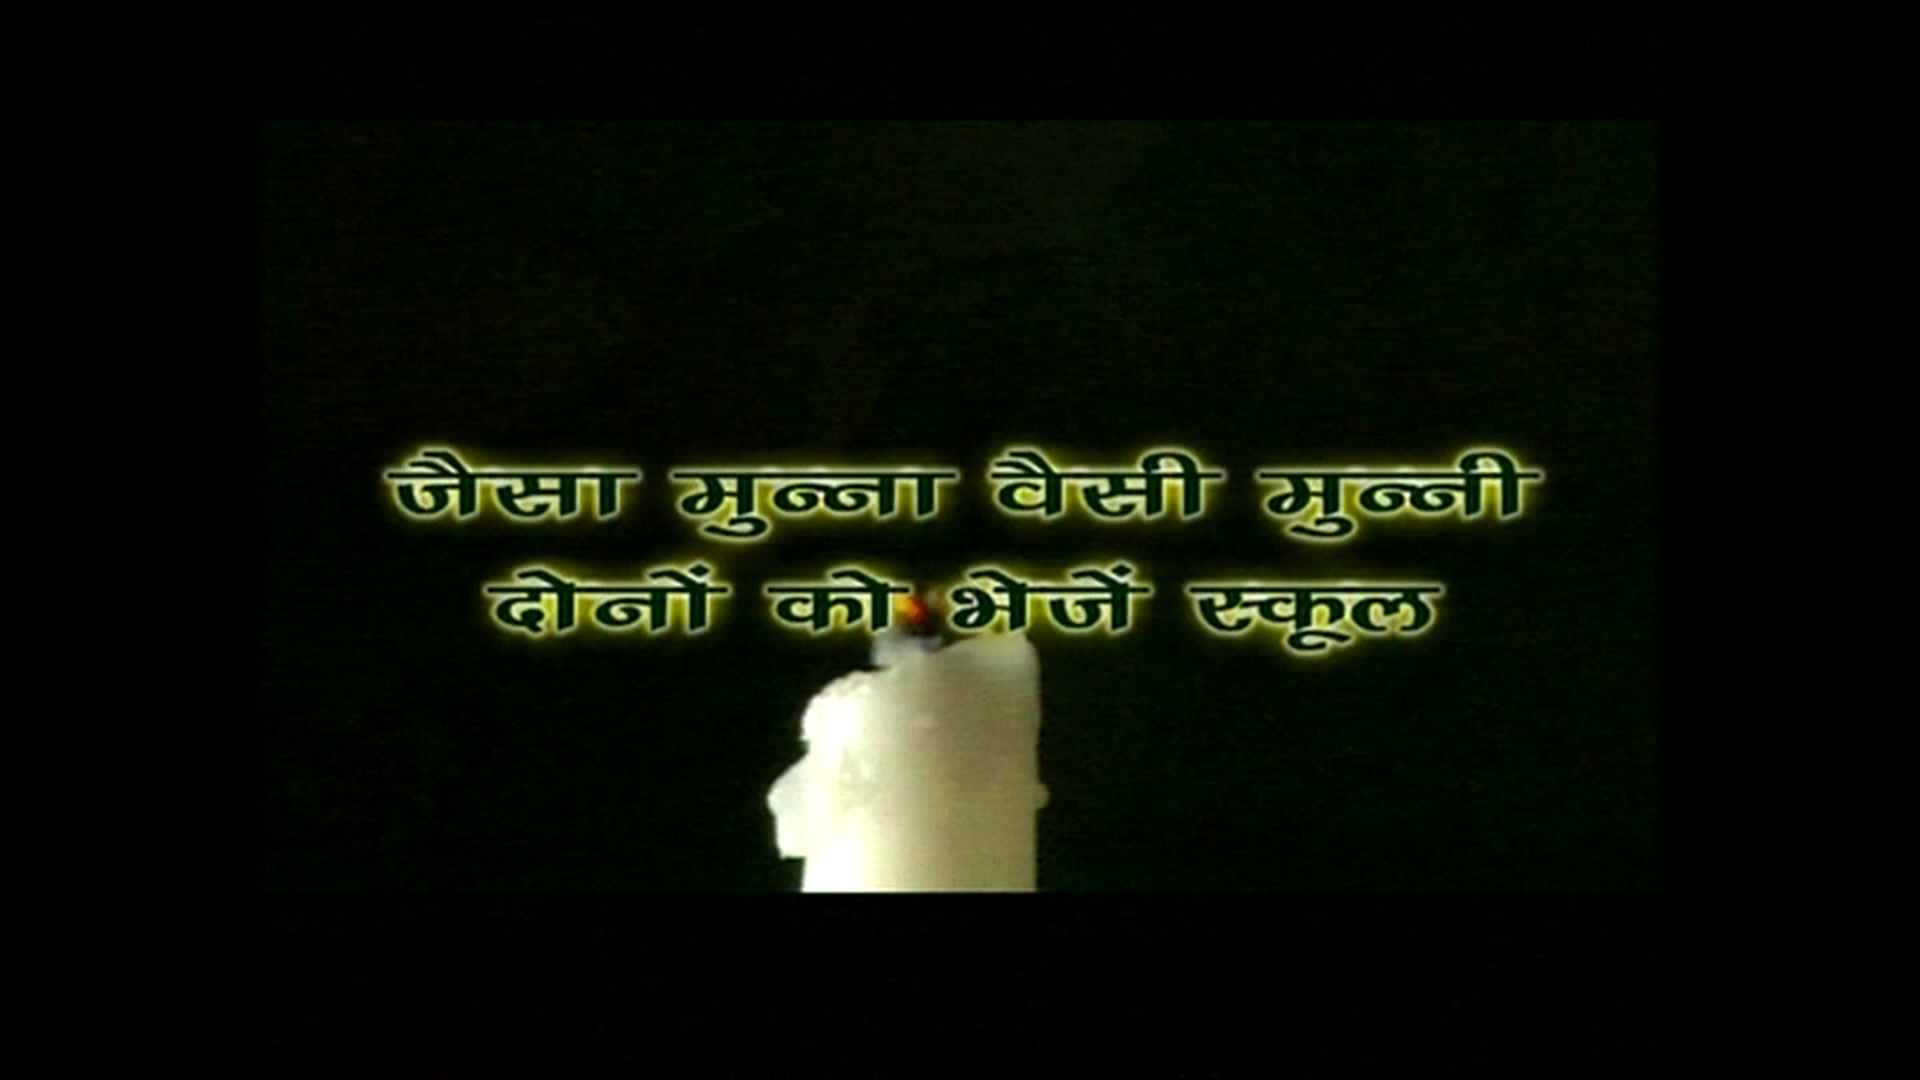 जैसा मुन्ना वैसी मुन्नी
दोनों को भेजें स्कूल